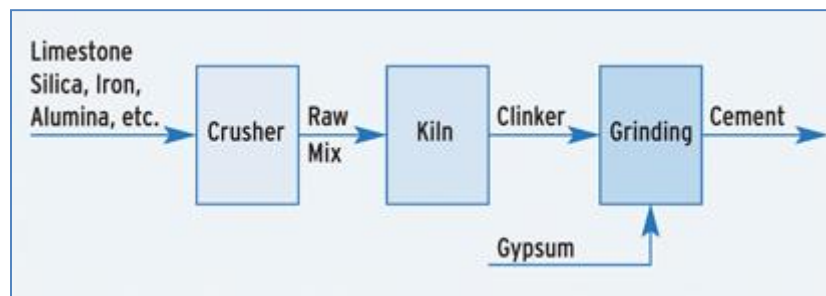 Limestone
Silica, Iron,
Alumina, etc.
Crusher
Raw
Mix
Kiln
Clinker
Grinding
Cement
Gypsum